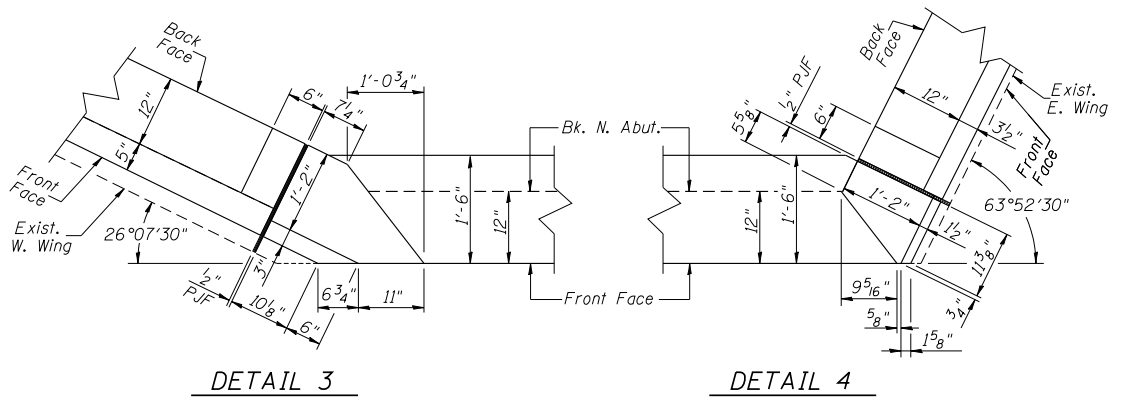 Back
Face
12"
5"
Front
Face
Exist.
W. Wing
26°07'30"
6"
7¼"
1'-0¾"
1'-2"
3"
½"
PJF
10⅛"
6"
6¾"
11"
1'-6"
12"
Bk. N. Abut.
Front Face
DETAIL 3
5⅝"
½" PJF
6"
Back
Face
12"
3½"
Exist.
E. Wing
Front
Face
63°52'30"
12"
1'-6"
1'-2"
1½"
11⅜"
¾"
9 5/16"
⅝"
1⅝"
DETAIL 4